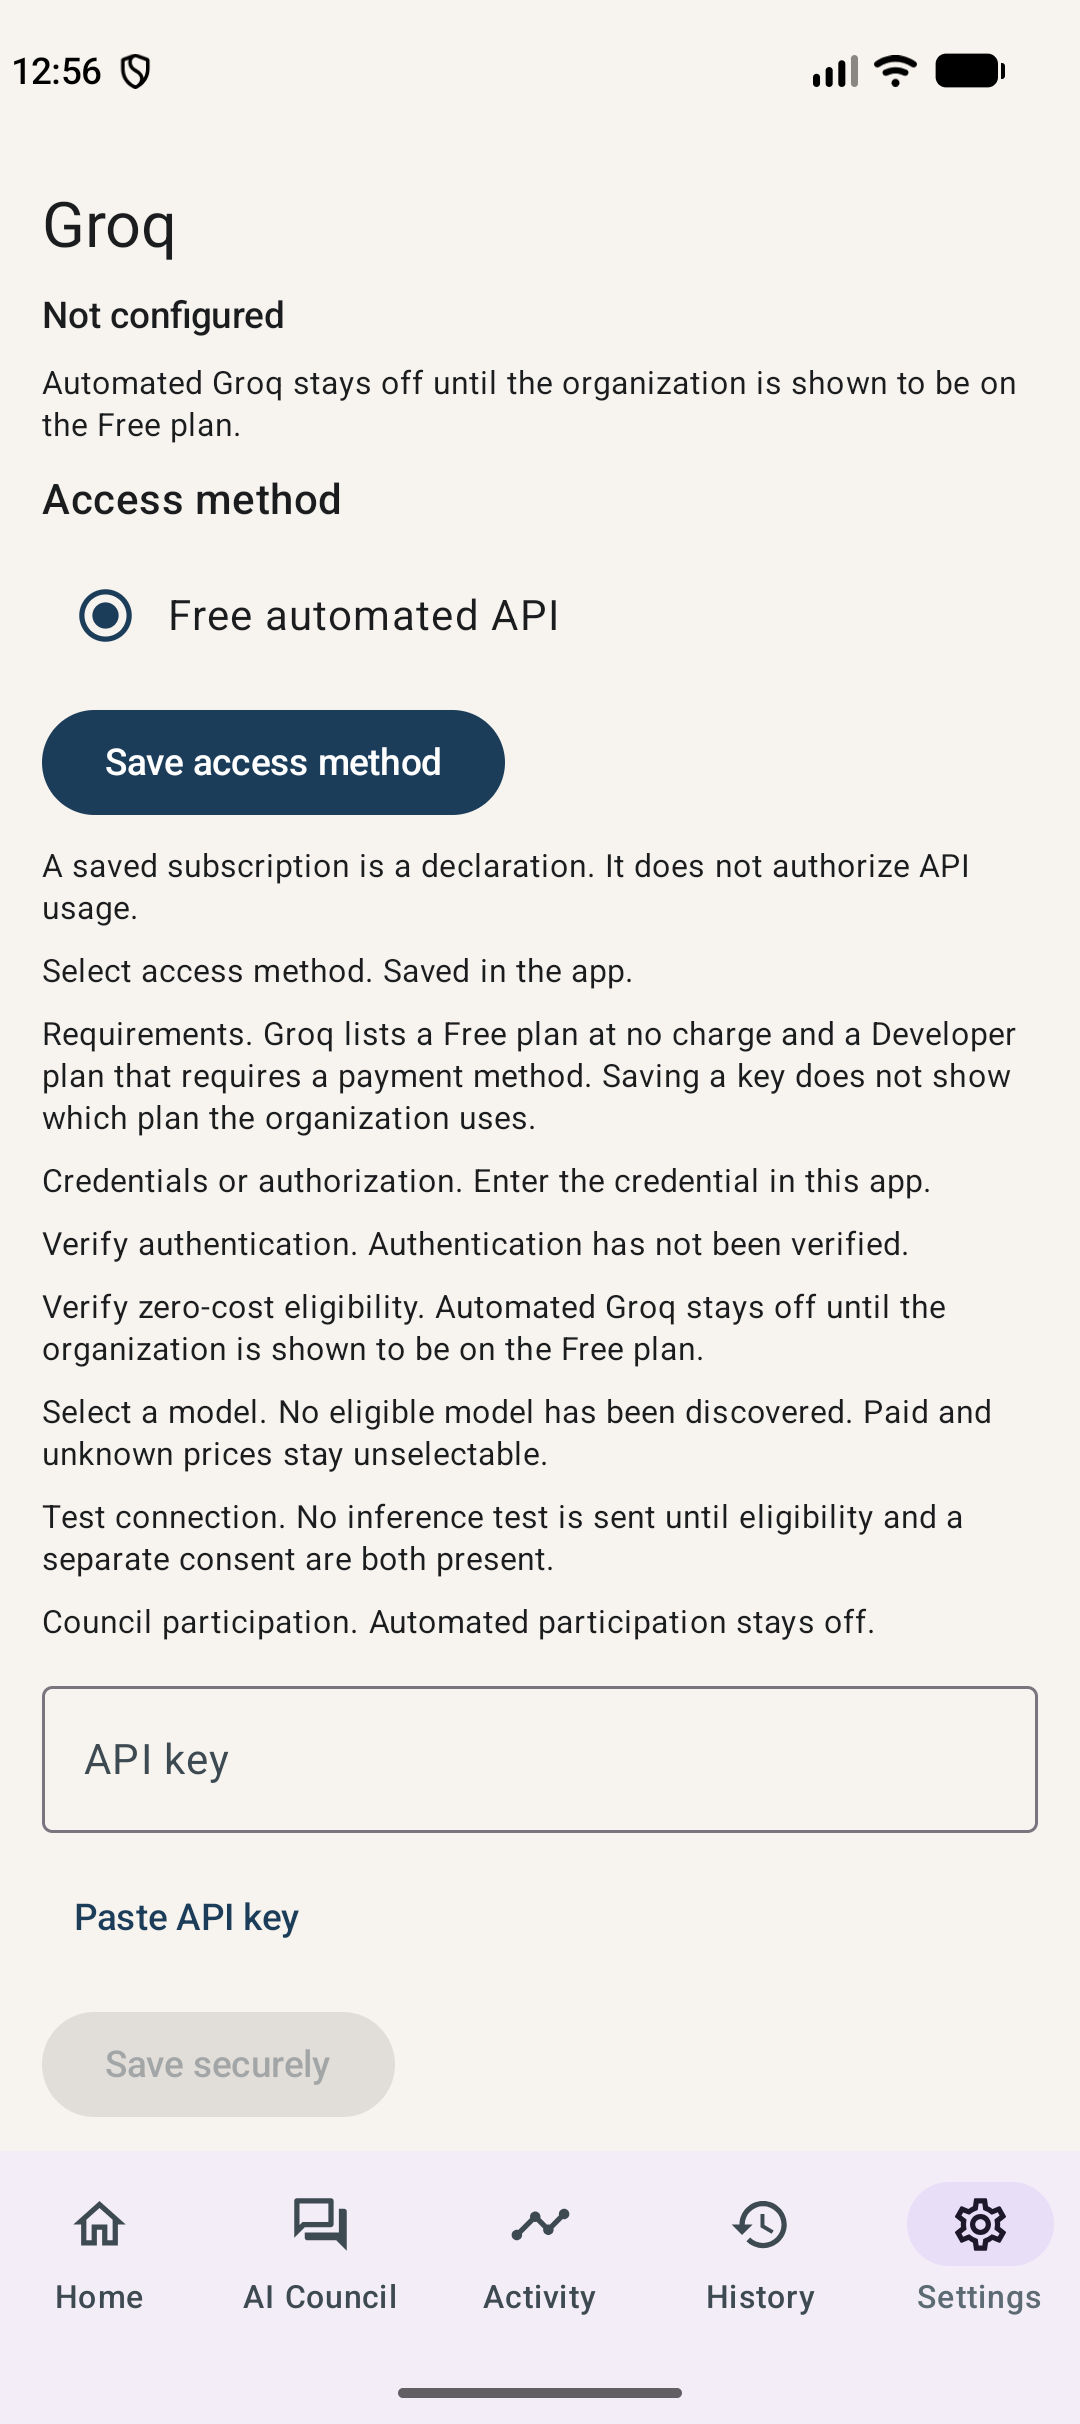 12:56
Groq
Not configured
Automated Groq stays off until the organization is shown to be on
the Free plan.
Access method
Free automated API
Save access method
A saved subscription is a declaration. It does not authorize API
usage.
Select access method. Saved in the app.
Requirements. Groq lists a Free plan at no charge and a Developer
plan that requires a payment method. Saving a key does not show
which plan the organization uses.
Credentials or authorization. Enter the credential in this app.
Verify authentication. Authentication has not been verified.
Verify zero-cost eligibility. Automated Groq stays off until the
organization is shown to be on the Free plan.
Select a model. No eligible model has been discovered. Paid and
unknown prices stay unselectable.
Test connection. No inference test is sent until eligibility and a
separate consent are both present.
Council participation. Automated participation stays off.
API key
Paste API key
Save securely
Home AI Council Activity History Settings